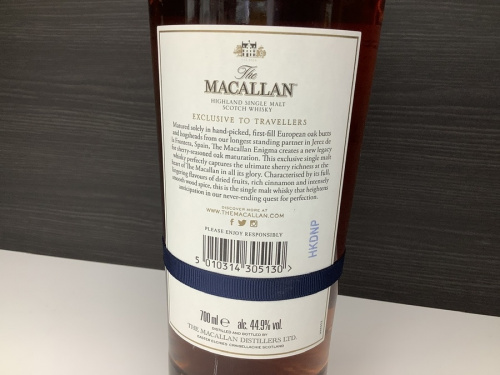 The
MACALLAN
HIGHLAND SINGLE MALT
SCOTCH WHISKY
EXCLUSIVE TO TRAVELLERS
Matured solely in hand-picked, first-fill European oak butts
and hogsheads from our longest standing partner in Jerez de
la Frontera, Spain, The Macallan Enigma creates a new legacy
for sherry-seasoned oak maturation. This exclusive single malt
whisky perfectly captures the ultimate sherry richness at the
heart of The Macallan in all its glory. Characterised by its full,
lingering flavours of dried fruits, rich cinnamon and intensely
smooth wood spice, this is the single malt whisky that heightens
anticipation in our never-ending quest for perfection.
DISCOVER MORE AT
WWW.THEMACALLAN.COM
PLEASE ENJOY RESPONSIBLY
HKDNP
5 010314 305130 >
700 ml e alc. 44.9% vol.
DISTILLED AND BOTTLED BY
THE MACALLAN DISTILLERS LTD.
EASTER ELCHIES, CRAIGELLACHIE, SCOTLAND